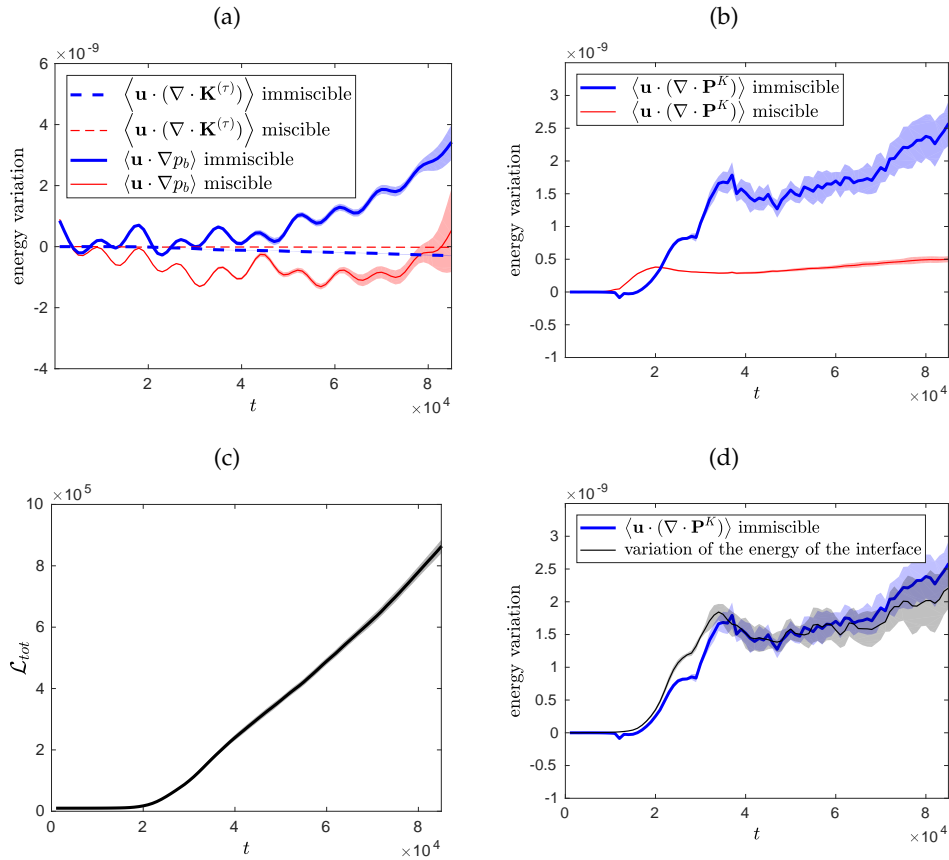 (a)
×10⁻⁹
6
4
2
0
-2
-4
energy variation
⟨u · (∇ · K^(τ))⟩ immiscible
⟨u · (∇ · K^(τ))⟩ miscible
⟨u · ∇p_b⟩ immiscible
⟨u · ∇p_b⟩ miscible
2 4 6 8
t
×10⁴
(b)
×10⁻⁹
3
2.5
2
1.5
1
0.5
0
-0.5
-1
energy variation
⟨u · (∇ · P^K)⟩ immiscible
⟨u · (∇ · P^K)⟩ miscible
0 2 4 6 8
t
×10⁴
(c)
×10⁵
10
8
6
4
2
0
ℒ_tot
0 2 4 6 8
t
×10⁴
(d)
×10⁻⁹
3
2.5
2
1.5
1
0.5
0
-0.5
-1
energy variation
⟨u · (∇ · P^K)⟩ immiscible
variation of the energy of the interface
0 2 4 6 8
t
×10⁴